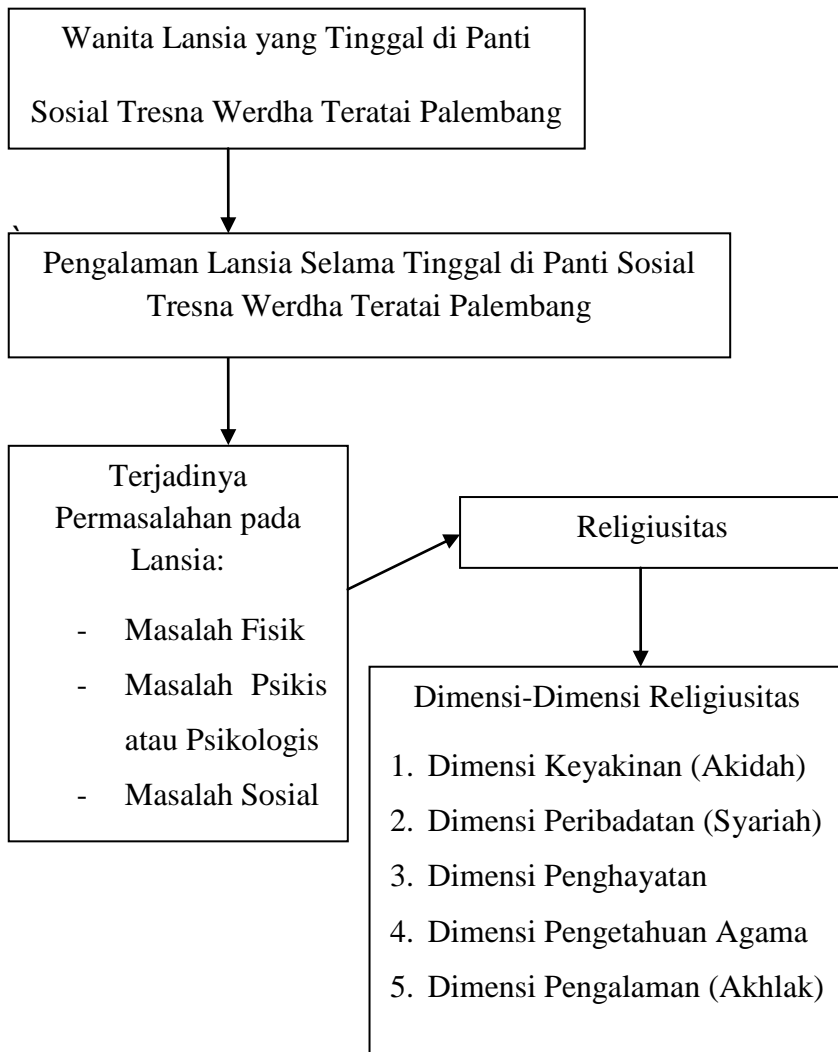 Wanita Lansia yang Tinggal di Panti
Sosial Tresna Werdha Teratai Palembang
`
Pengalaman Lansia Selama Tinggal di Panti Sosial
Tresna Werdha Teratai Palembang
Terjadinya
Permasalahan pada
Lansia:
- Masalah Fisik
- Masalah Psikis
atau Psikologis
- Masalah Sosial
Religiusitas
Dimensi-Dimensi Religiusitas
1. Dimensi Keyakinan (Akidah)
2. Dimensi Peribadatan (Syariah)
3. Dimensi Penghayatan
4. Dimensi Pengetahuan Agama
5. Dimensi Pengalaman (Akhlak)